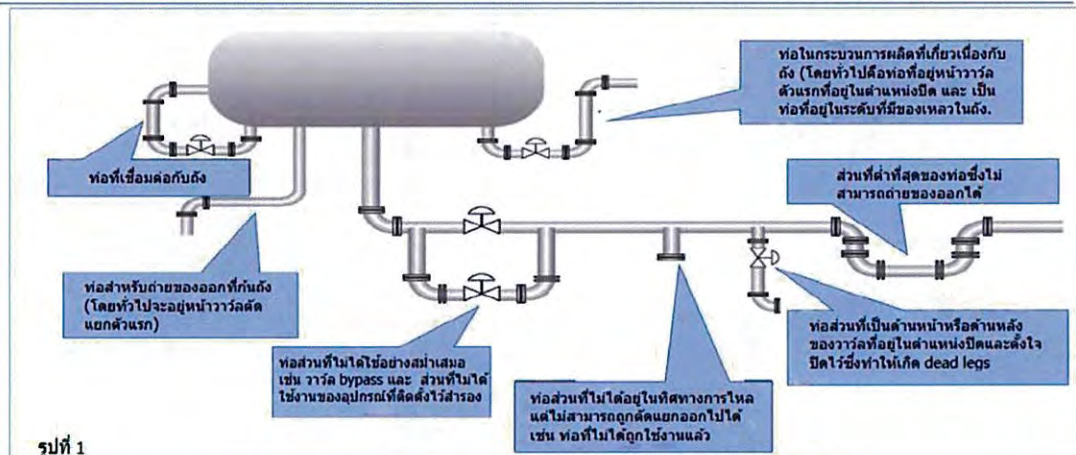 ท่อในกระบวนการผลิตที่เกี่ยวเนื่องกับ
ถัง (โดยทั่วไปคือท่อที่อยู่หน้าวาว์ล
ตัวแรกที่อยู่ในตำแหน่งปิด และ เป็น
ท่อที่อยู่ในระดับที่มีของเหลวในถัง.
ท่อที่เชื่อมต่อกับถัง
ส่วนที่ต่ำที่สุดของท่อซึ่งไม่
สามารถถ่ายของออกได้
ท่อสำหรับถ่ายของออกที่ก้นถัง
(โดยทั่วไปจะอยู่หน้าวาว์ลตัด
แยกตัวแรก)
ท่อส่วนที่ไม่ได้ใช้อย่างสม่ำเสมอ
เช่น วาว์ล bypass และ ส่วนที่ไม่ได้
ใช้งานของอุปกรณ์ที่ติดตั้งไว้สำรอง
ท่อส่วนที่ไม่ได้อยู่ในทิศทางการไหล
แต่ไม่สามารถถูกตัดแยกออกไปได้
เช่น ท่อที่ไม่ได้ถูกใช้งานแล้ว
ท่อส่วนที่เป็นด้านหน้าหรือด้านหลัง
ของวาว์ลที่อยู่ในตำแหน่งปิดและตั้งใจ
ปิดไว้ซึ่งทำให้เกิด dead legs
รูปที่ 1